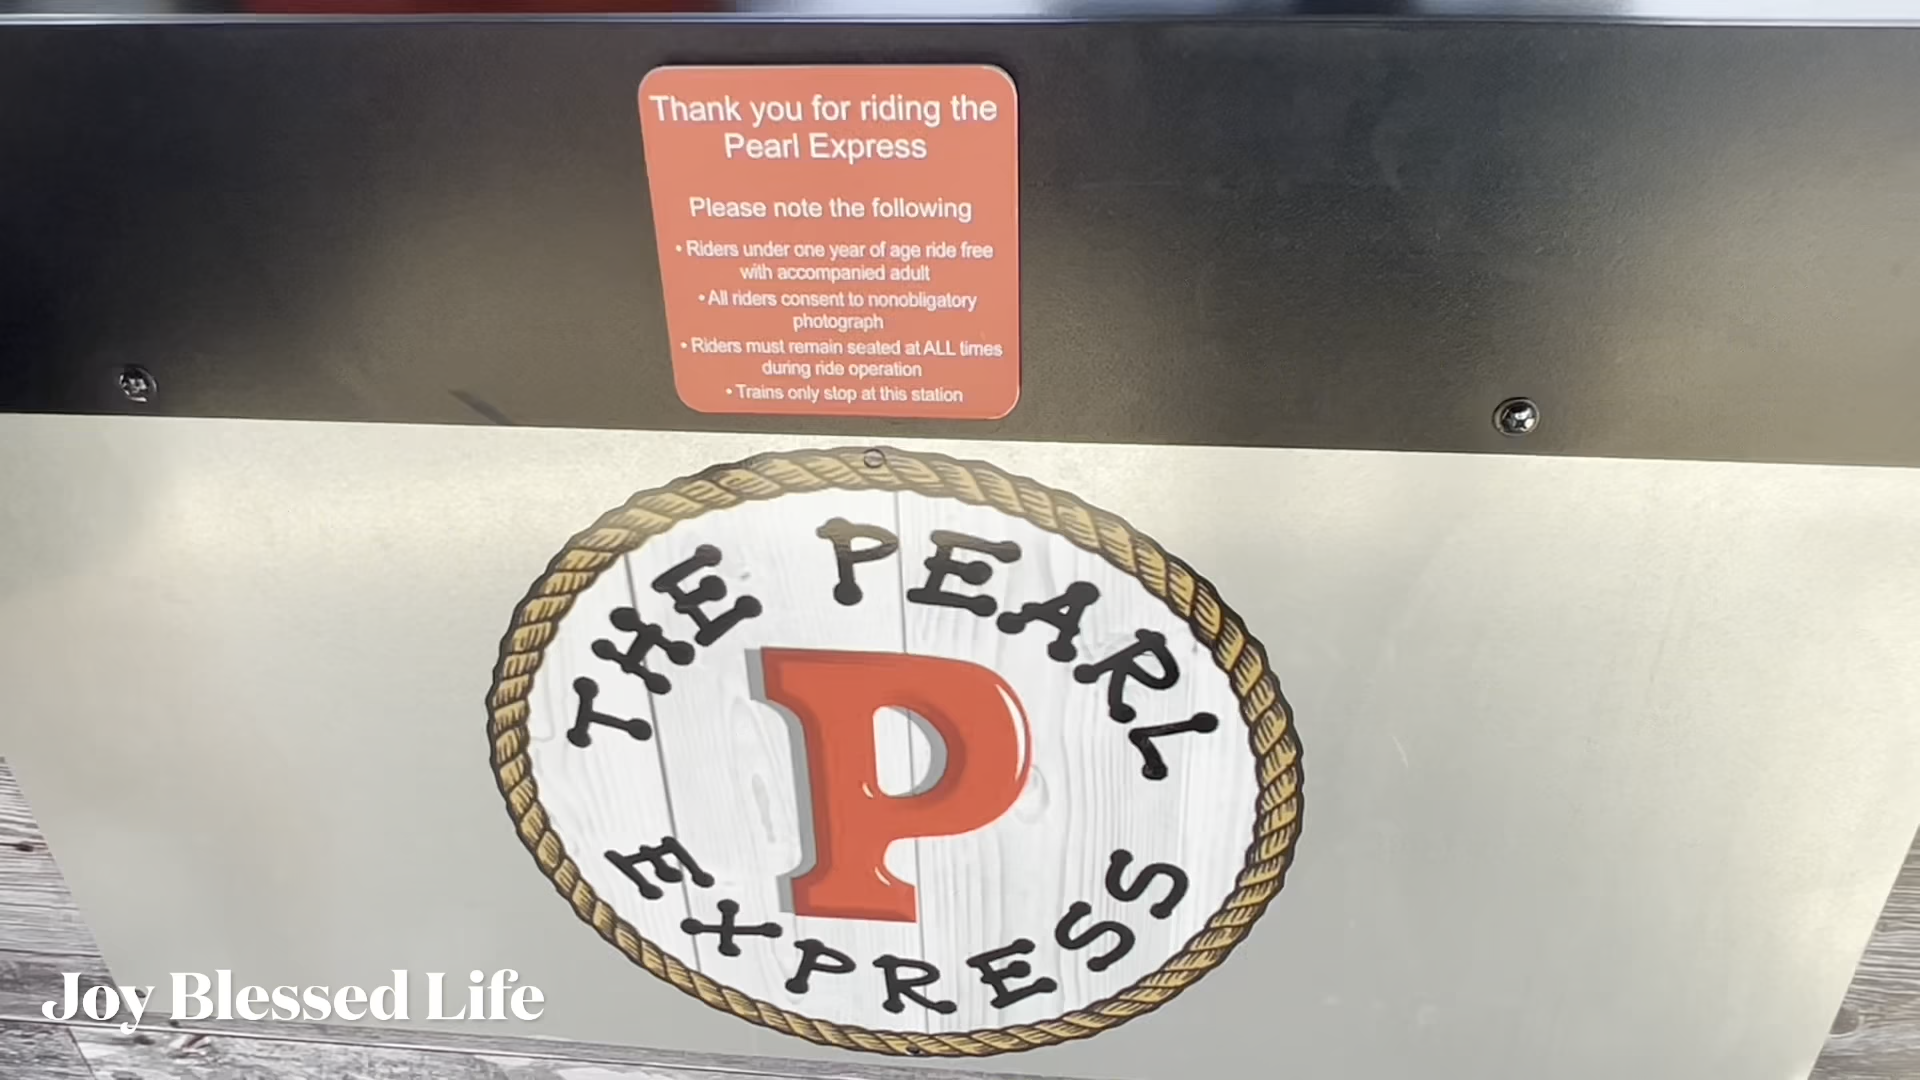 Thank you for riding the
Pearl Express
Please note the following
• Riders under one year of age ride free
with accompanied adult
• All riders consent to nonobligatory
photograph
• Riders must remain seated at ALL times
during ride operation
• Trains only stop at this station
THE PEARL
P
EXPRESS
Joy Blessed Life